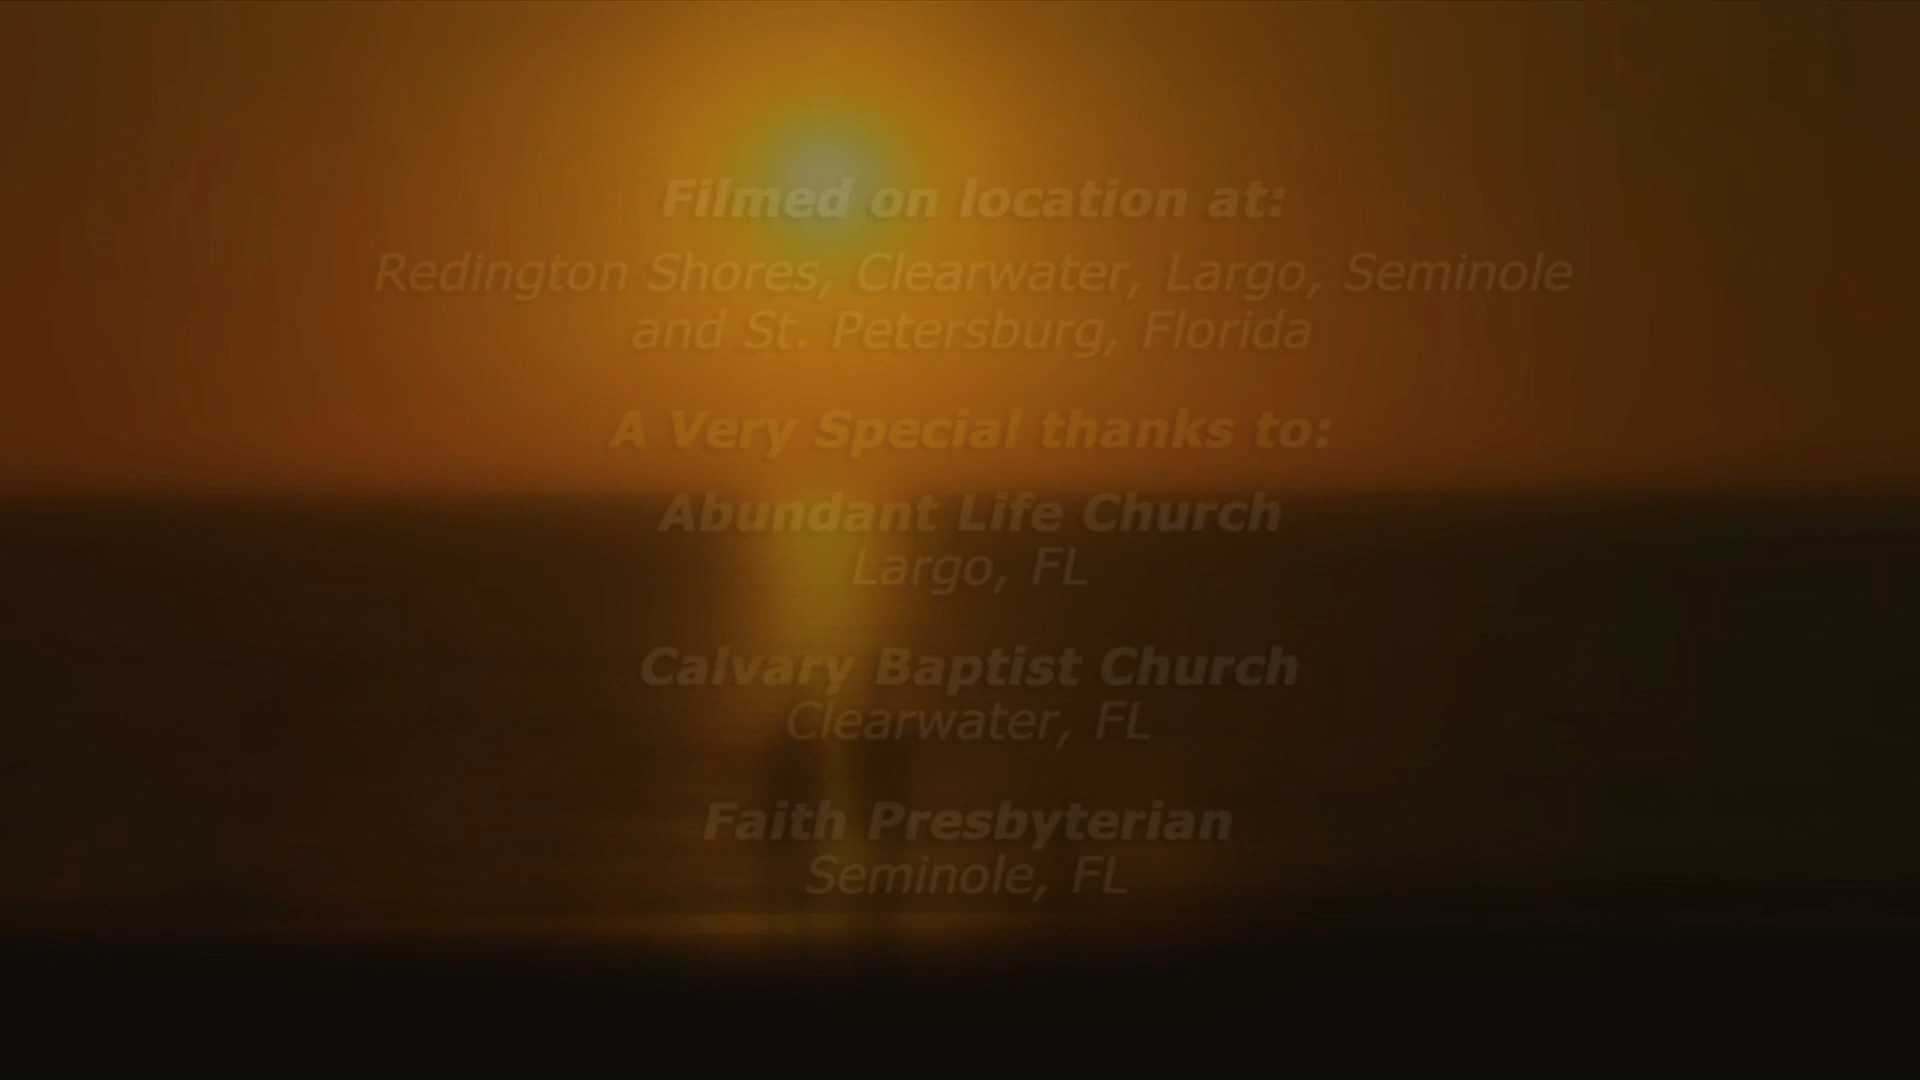 Filmed on location at:
Redington Shores, Clearwater, Largo, Seminole
and St. Petersburg, Florida
A Very Special thanks to:
Abundant Life Church
Largo, FL
Calvary Baptist Church
Clearwater, FL
Faith Presbyterian
Seminole, FL